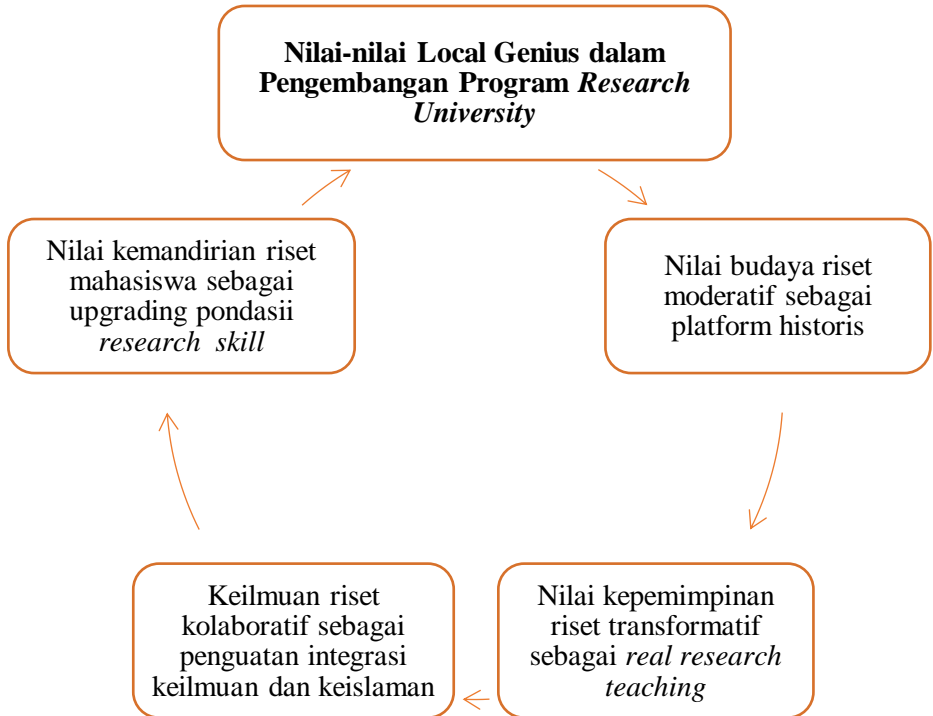 Nilai-nilai Local Genius dalam
Pengembangan Program Research
University
Nilai kemandirian riset
mahasiswa sebagai
upgrading pondasii
research skill
Nilai budaya riset
moderatif sebagai
platform historis
Keilmuan riset
kolaboratif sebagai
penguatan integrasi
keilmuan dan keislaman
Nilai kepemimpinan
riset transformatif
sebagai real research
teaching